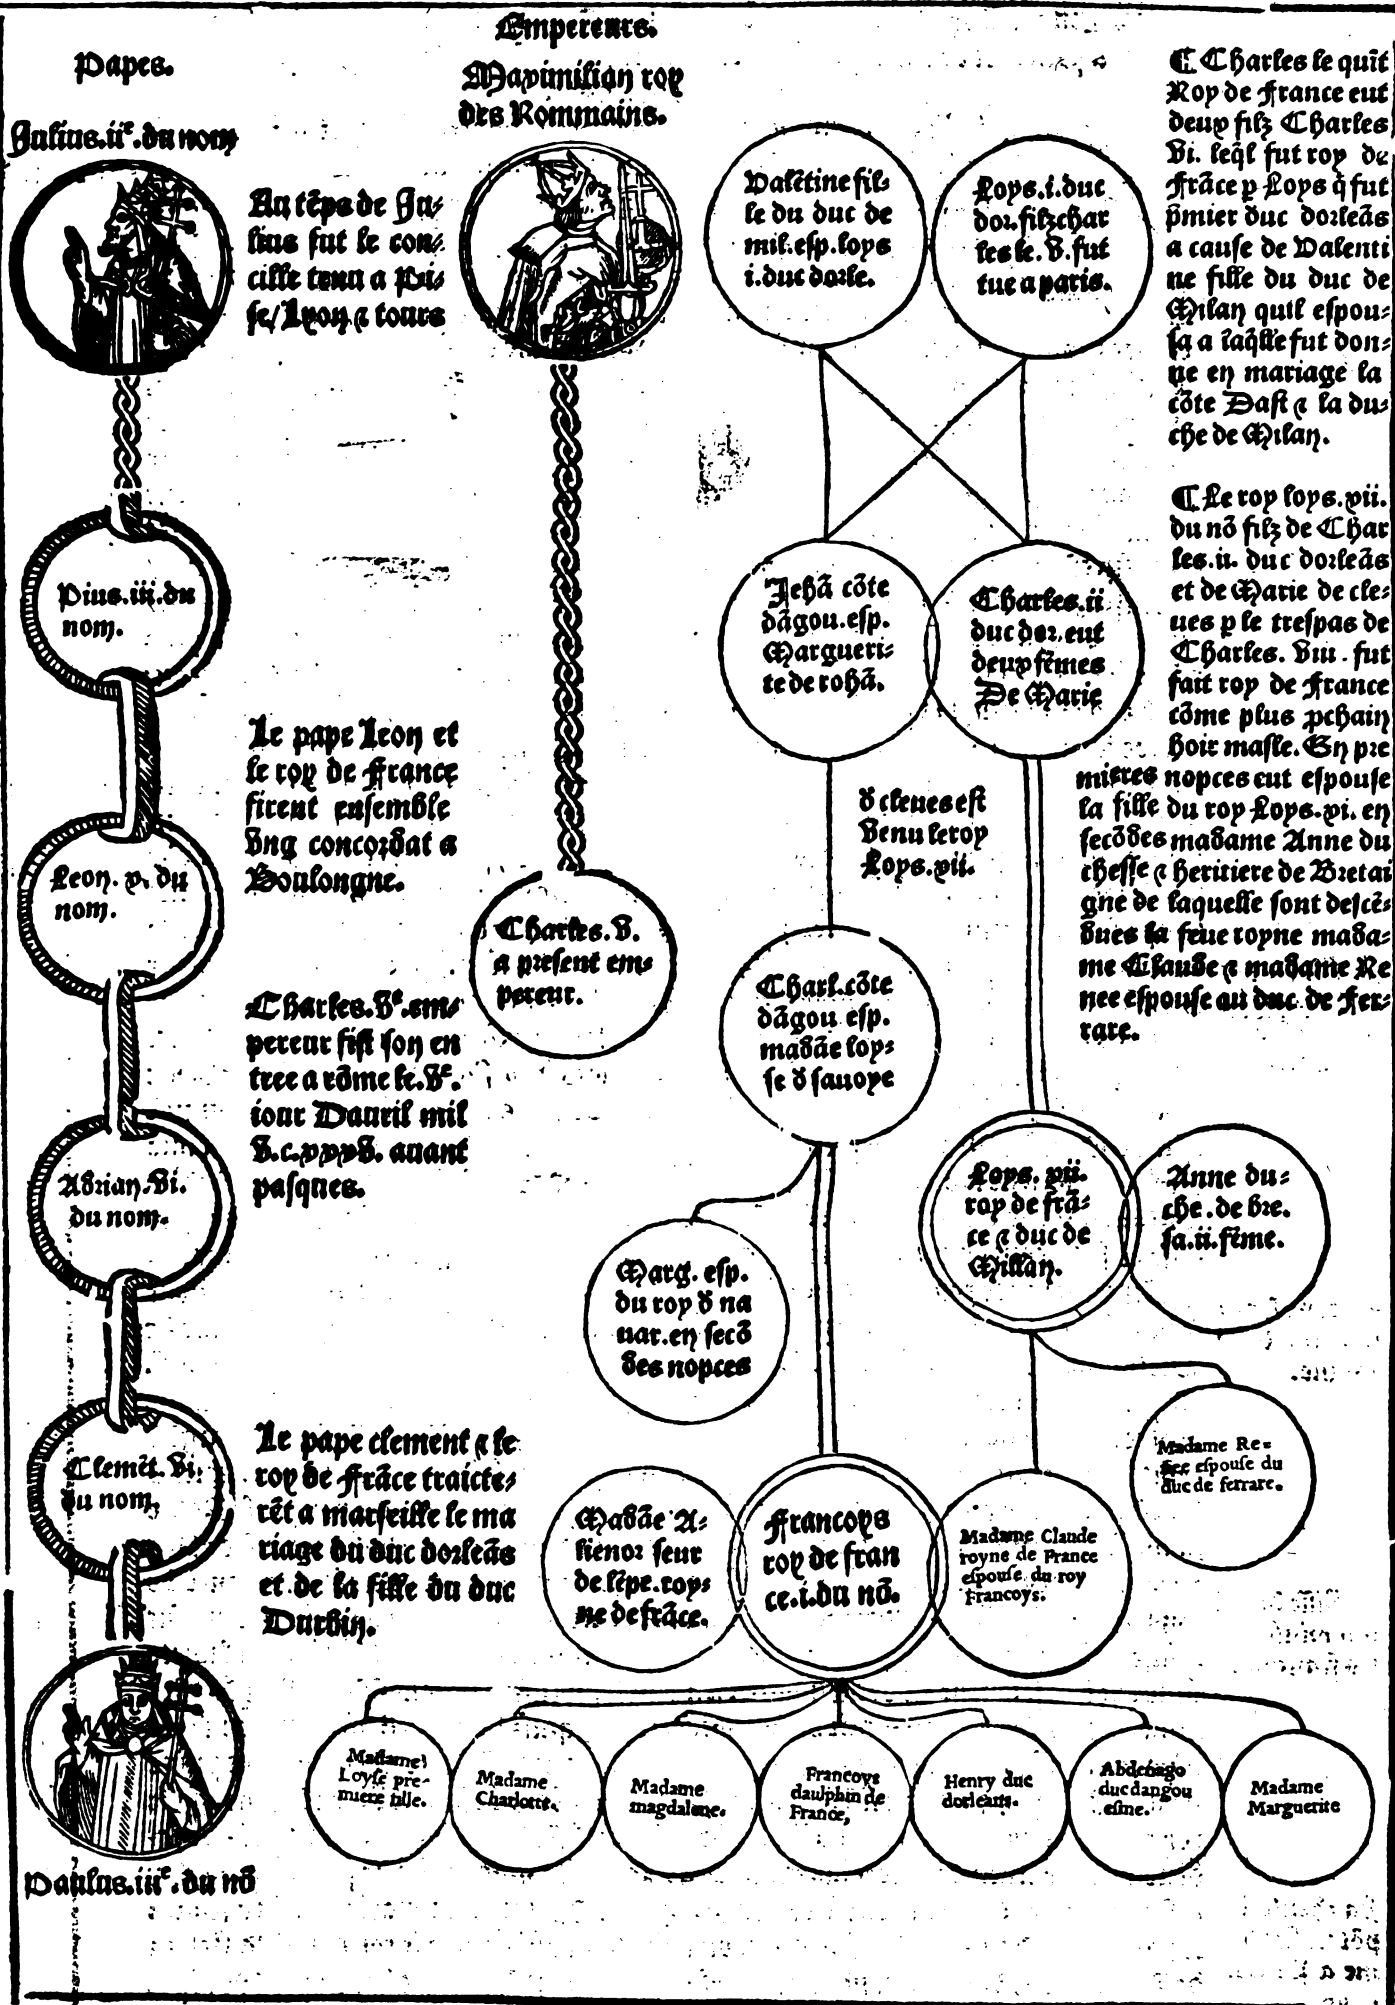 Papes.
Julius.ii᷒.du nom
Au tẽps de Ju-
lius fut le con-
cille tenu a Pi-
se/Lyon ⁊ tours
Pius.iii.du
nom.
Le pape Leon et
le roy de France
firent ensemble
vng concordat a
Boulongne.
Leon.x.du
nom.
Charles.vᵉ.em-
pereur fist son en
tree a rõme le.vᵉ.
iour Dauril mil
v.c.xxxv. auant
pasques.
Adrian.vi.
du nom.
Clemẽt.vi.
du nom.
Le pape clement ⁊ le
roy de Frãce traicte-
rẽt a marseille le ma
riage du duc dorleãs
et de la fille du duc
Durbin.
Paulus.iiiᵉ.du nõ
Empereurs.
Maximilian roy
des Rommains.
Charles.v.
a present em-
pereur.
Valẽtine fil-
le du duc de
mil.esp.loys
i.duc dorle.
Loys.i.duc
dor.filz char
les le.v.fut
tue a paris.
Jehã cõte
dãgou.esp.
Margueri-
te de rohã.
Charles.ii
duc dor.eut
deux fẽmes
De Marie
d̃ cleues est
venu le roy
Loys.xii.
Charl.cõte
dãgou esp.
madãe loy-
se d̃ sauoye
Loys.xii.
roy de frã-
ce ⁊ duc de
Millan.
Anne du-
che.de bre.
sa.ii.fẽme.
Marg. esp.
du roy d̃ na
uar.en secõ
des nopces
Madame Re-
nee espouse du
duc de ferrare.
Madãe A-
lienor seur
de lẽpe.roy-
ne de frãce.
Francoys
roy de fran
ce.i.du nõ.
Madame Claude
royne de France
espouse du roy
Francoys.
Madame
Loyse pre-
miere fille.
Madame
Charlotte.
Madame
magdalene.
Francoys
daulphin de
France,
Henry duc
dorleans.
Abdenago
duc dangou
esme.
Madame
Marguerite
¶ Charles le quĩt
Roy de France eut
deux filz Charles
vi. leq̃l fut roy de
Frãce ⁊ Loys q̃ fut
p̃mier duc dorleãs
a cause de Valenti
ne fille du duc de
Milan quil espou-
sa a laq̃lle fut don-
ne en mariage la
cõte Dast ⁊ la du-
che de Milan.
¶ Le roy loys.xii.
du nõ filz de Char
les.ii. duc dorleãs
et de Marie de cle-
ues ꝑ le trespas de
Charles. viii. fut
fait roy de France
cõme plus ꝓchain
hoir masle. En pre
mieres nopces eut espouse
la fille du roy Loys.xi. en
secõdes madame Anne du
chesse ⁊ heritiere de Bretai
gne de laquelle sont descẽ-
dues la feue royne mada-
me Claude ⁊ madame Re
nee espouse au duc de Fer-
rare.